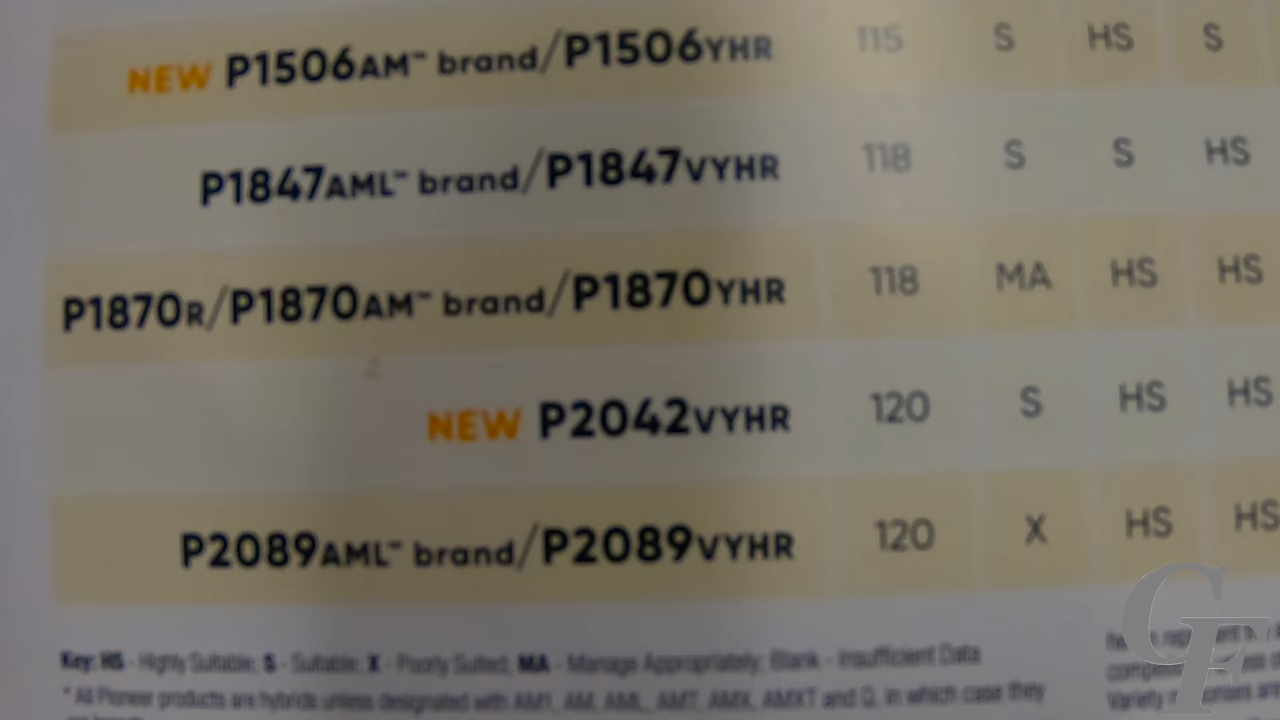 NEW P1506AM™ brand/P1506YHR 115 S HS S
P1847AML™ brand/P1847VYHR 118 S S HS
P1870R/P1870AM™ brand/P1870YHR 118 MA HS HS
NEW P2042VYHR 120 S HS HS
P2089AML™ brand/P2089VYHR 120 X HS HS
Key: HS - Highly Suitable; S - Suitable; X - Poorly Suited; MA - Manage Appropriately; Blank - Insufficient Data
* All Pioneer products are hybrids unless designated with AM1, AM, AML, AMT, AMX, AMXT and Q, in which case they
GF